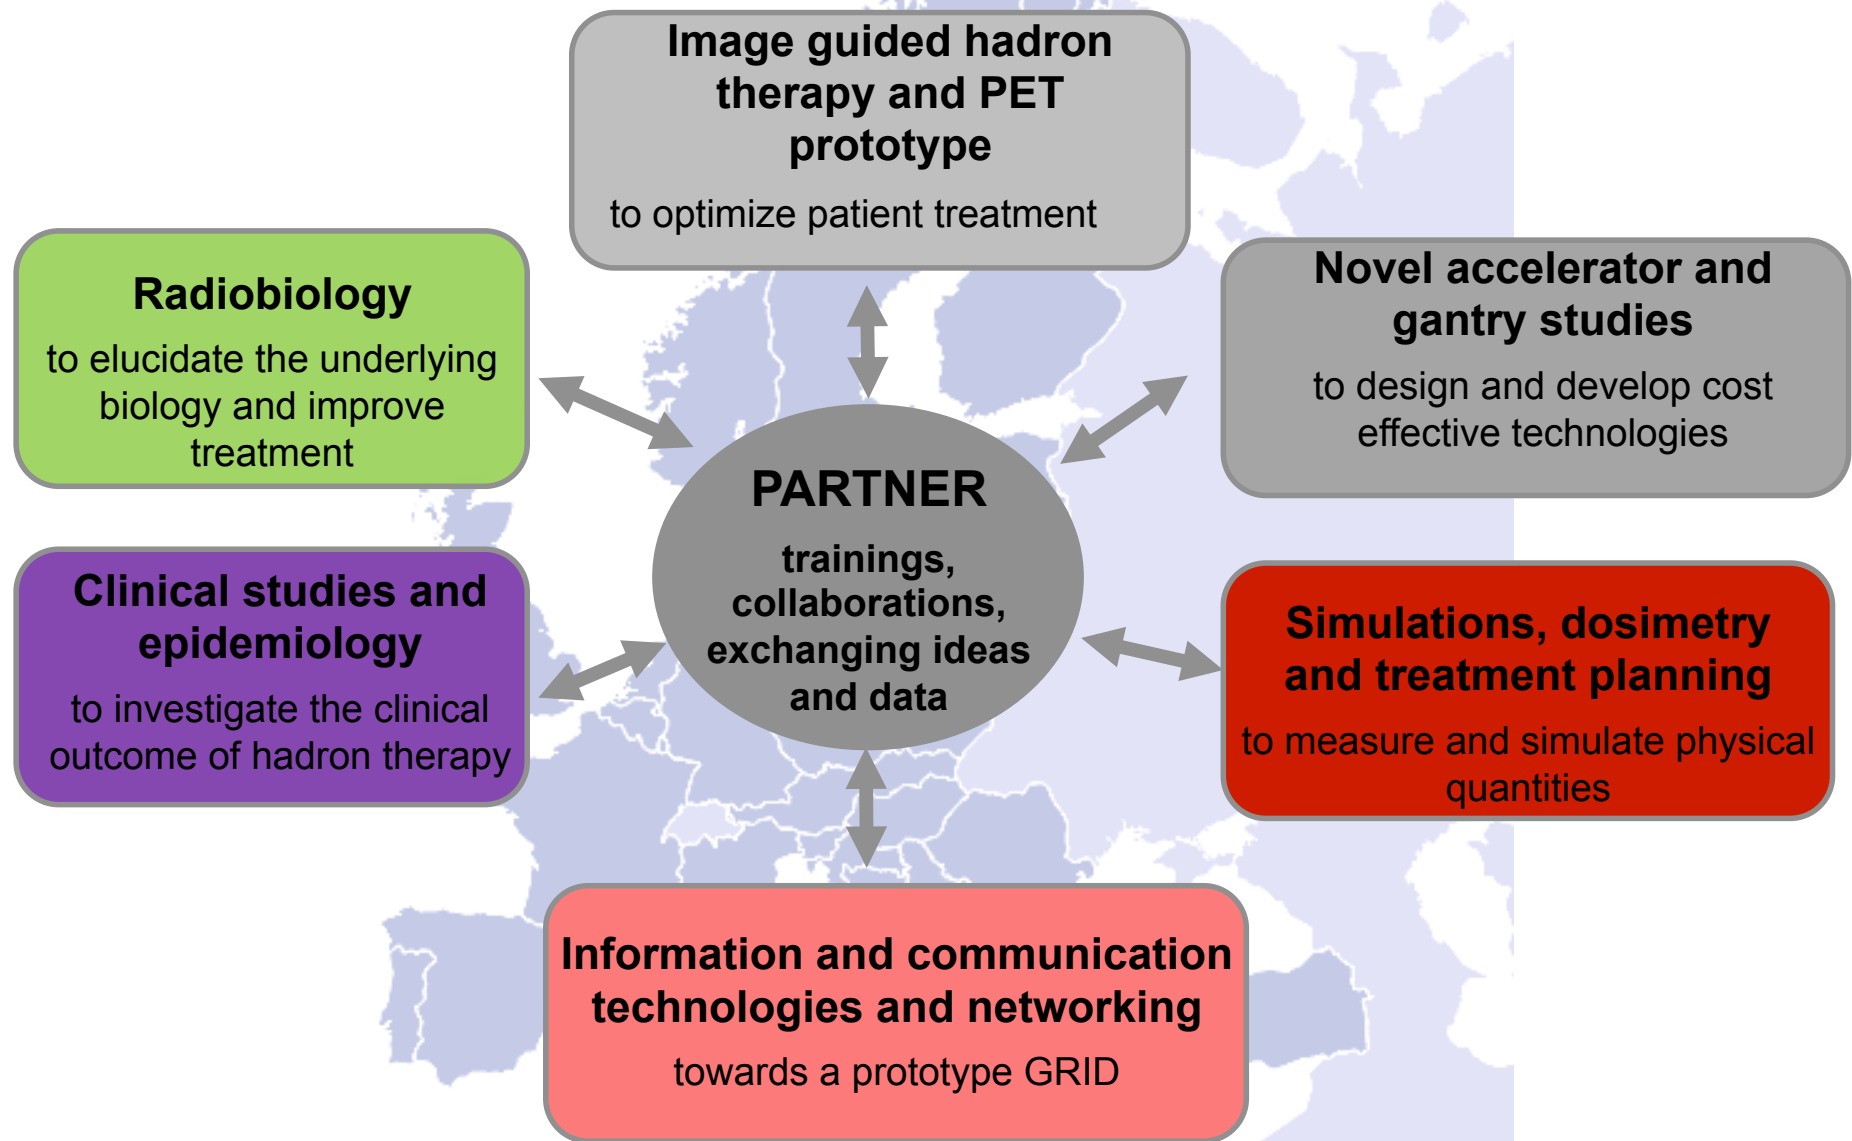 Image guided hadron
therapy and PET
prototype
to optimize patient treatment
Radiobiology
to elucidate the underlying
biology and improve
treatment
Novel accelerator and
gantry studies
to design and develop cost
effective technologies
PARTNER
trainings,
collaborations,
exchanging ideas
and data
Clinical studies and
epidemiology
to investigate the clinical
outcome of hadron therapy
Simulations, dosimetry
and treatment planning
to measure and simulate physical
quantities
Information and communication
technologies and networking
towards a prototype GRID